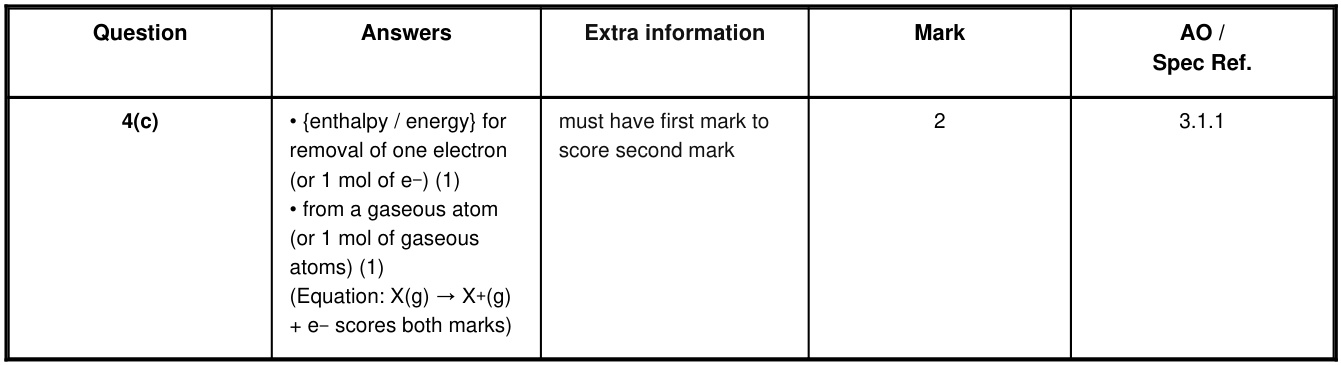 Question Answers Extra information Mark AO /
Spec Ref.
4(c)
• {enthalpy / energy} for
removal of one electron
(or 1 mol of e–) (1)
• from a gaseous atom
(or 1 mol of gaseous
atoms) (1)
(Equation: X(g) → X+(g)
+ e– scores both marks)
must have first mark to
score second mark
2
3.1.1